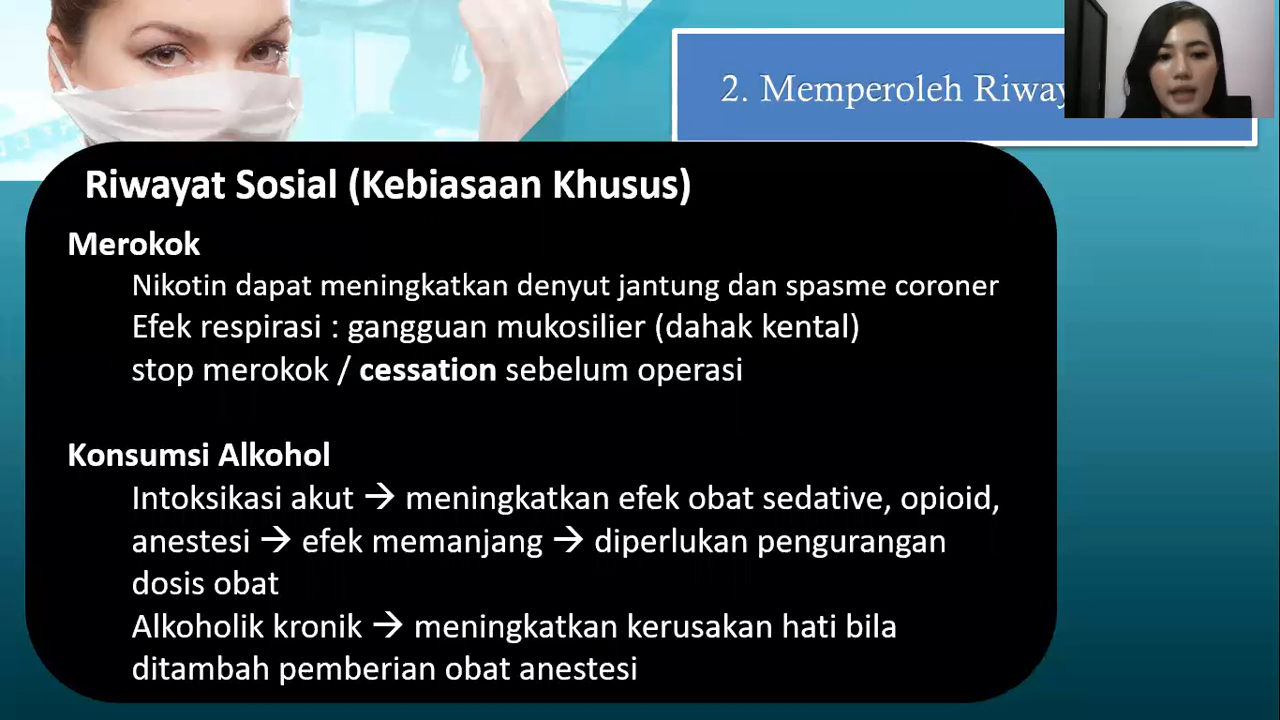 2. Memperoleh
Riwayat Sosial (Kebiasaan Khusus)
Merokok
Nikotin dapat meningkatkan denyut jantung dan spasme coroner
Efek respirasi : gangguan mukosilier (dahak kental)
stop merokok / cessation sebelum operasi
Konsumsi Alkohol
Intoksikasi akut → meningkatkan efek obat sedative, opioid,
anestesi → efek memanjang → diperlukan pengurangan
dosis obat
Alkoholik kronik → meningkatkan kerusakan hati bila
ditambah pemberian obat anestesi